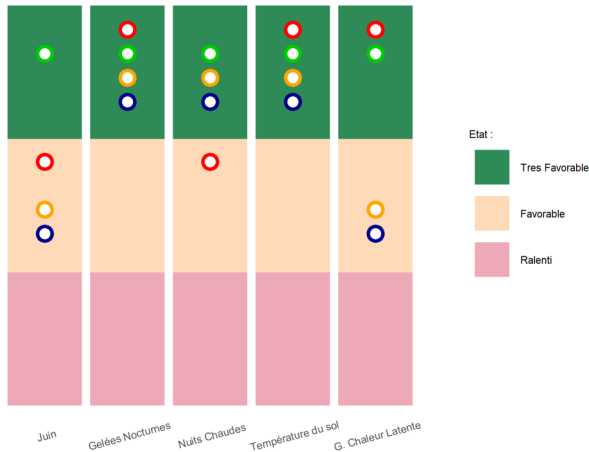 Etat :
Tres Favorable
Favorable
Ralenti
Juin
Gelées Nocturnes
Nuits Chaudes
Température du sol
G. Chaleur Latente